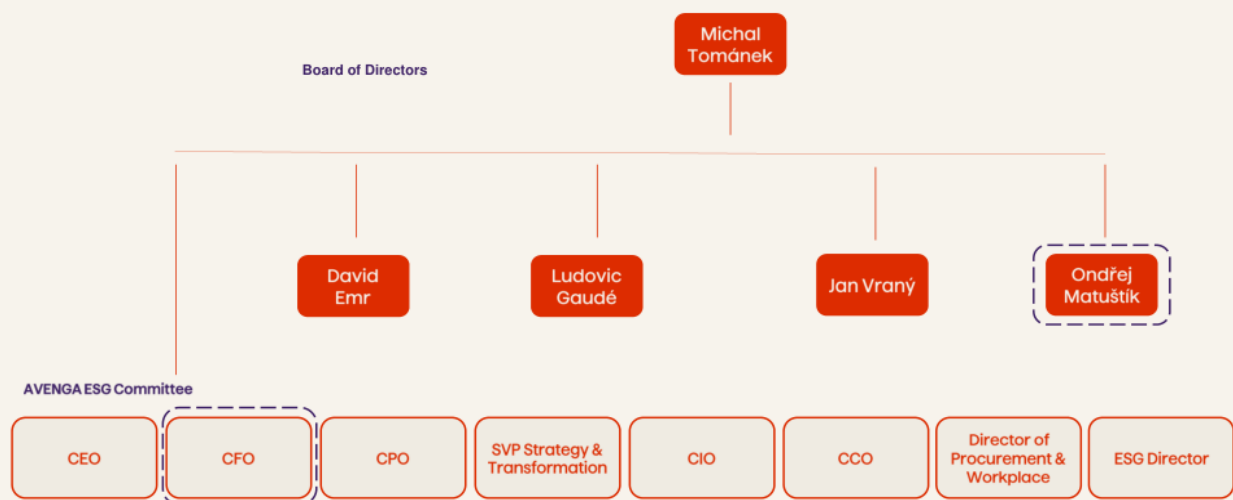 Michal
Tománek
Board of Directors
David
Emr
Ludovic
Gaudé
Jan Vraný
Ondřej
Matuštík
AVENGA ESG Committee
CEO
CFO
CPO
SVP Strategy &
Transformation
CIO
CCO
Director of
Procurement &
Workplace
ESG Director